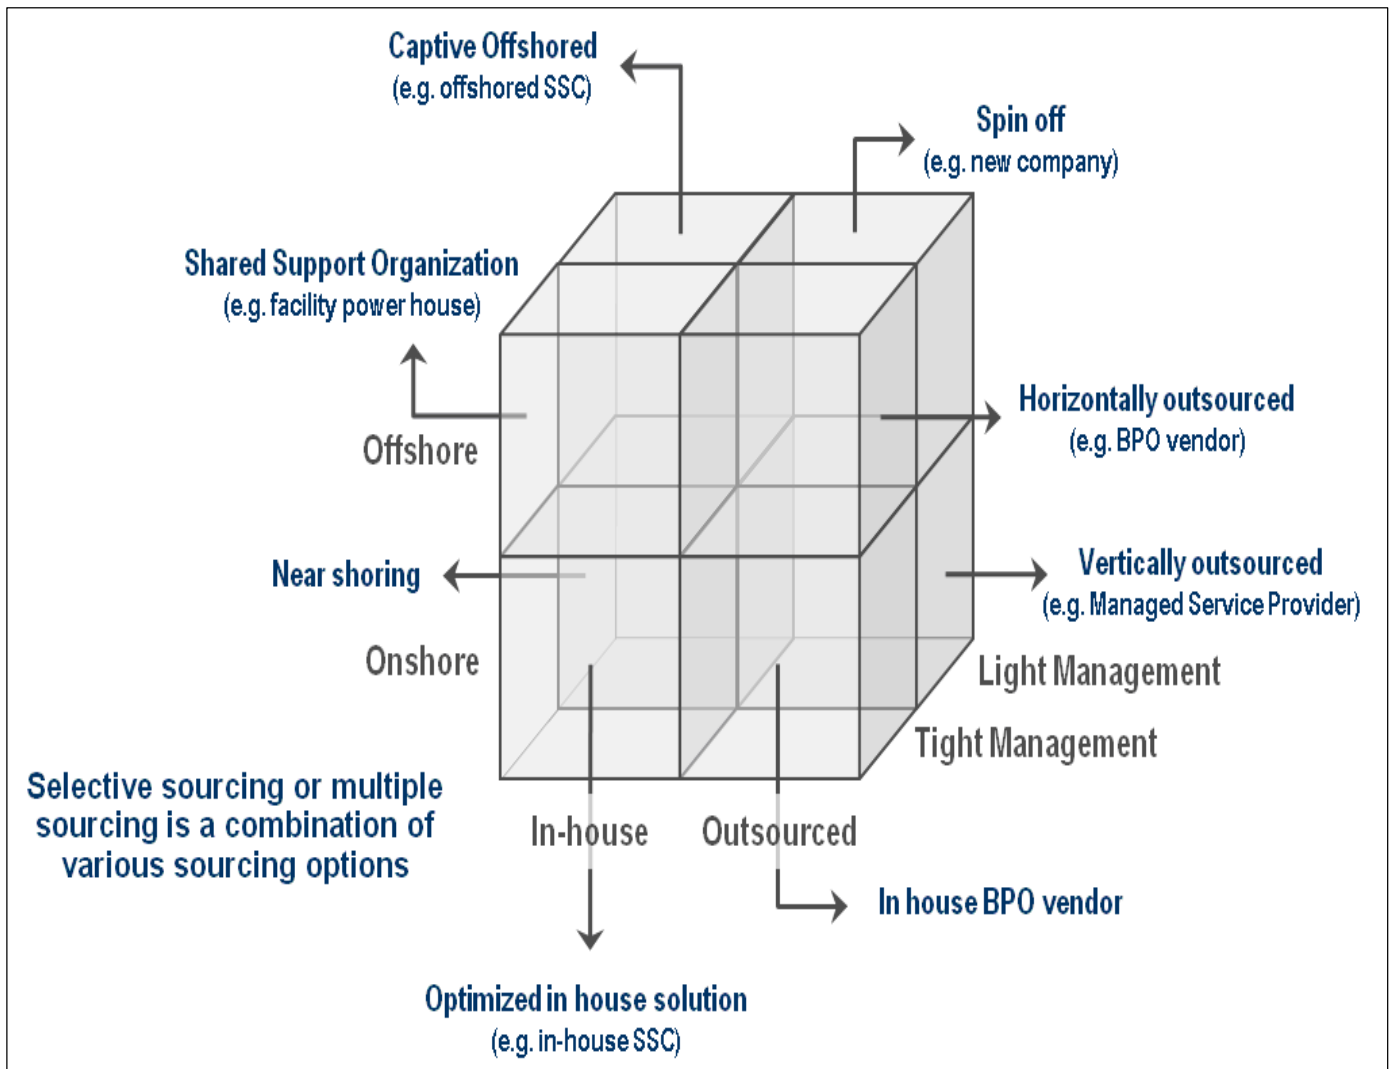 Captive Offshored
(e.g. offshored SSC)
Spin off
(e.g. new company)
Shared Support Organization
(e.g. facility power house)
Horizontally outsourced
(e.g. BPO vendor)
Offshore
Near shoring
Vertically outsourced
(e.g. Managed Service Provider)
Onshore
Light Management
Tight Management
Selective sourcing or multiple
sourcing is a combination of
various sourcing options
In-house
Outsourced
In house BPO vendor
Optimized in house solution
(e.g. in-house SSC)